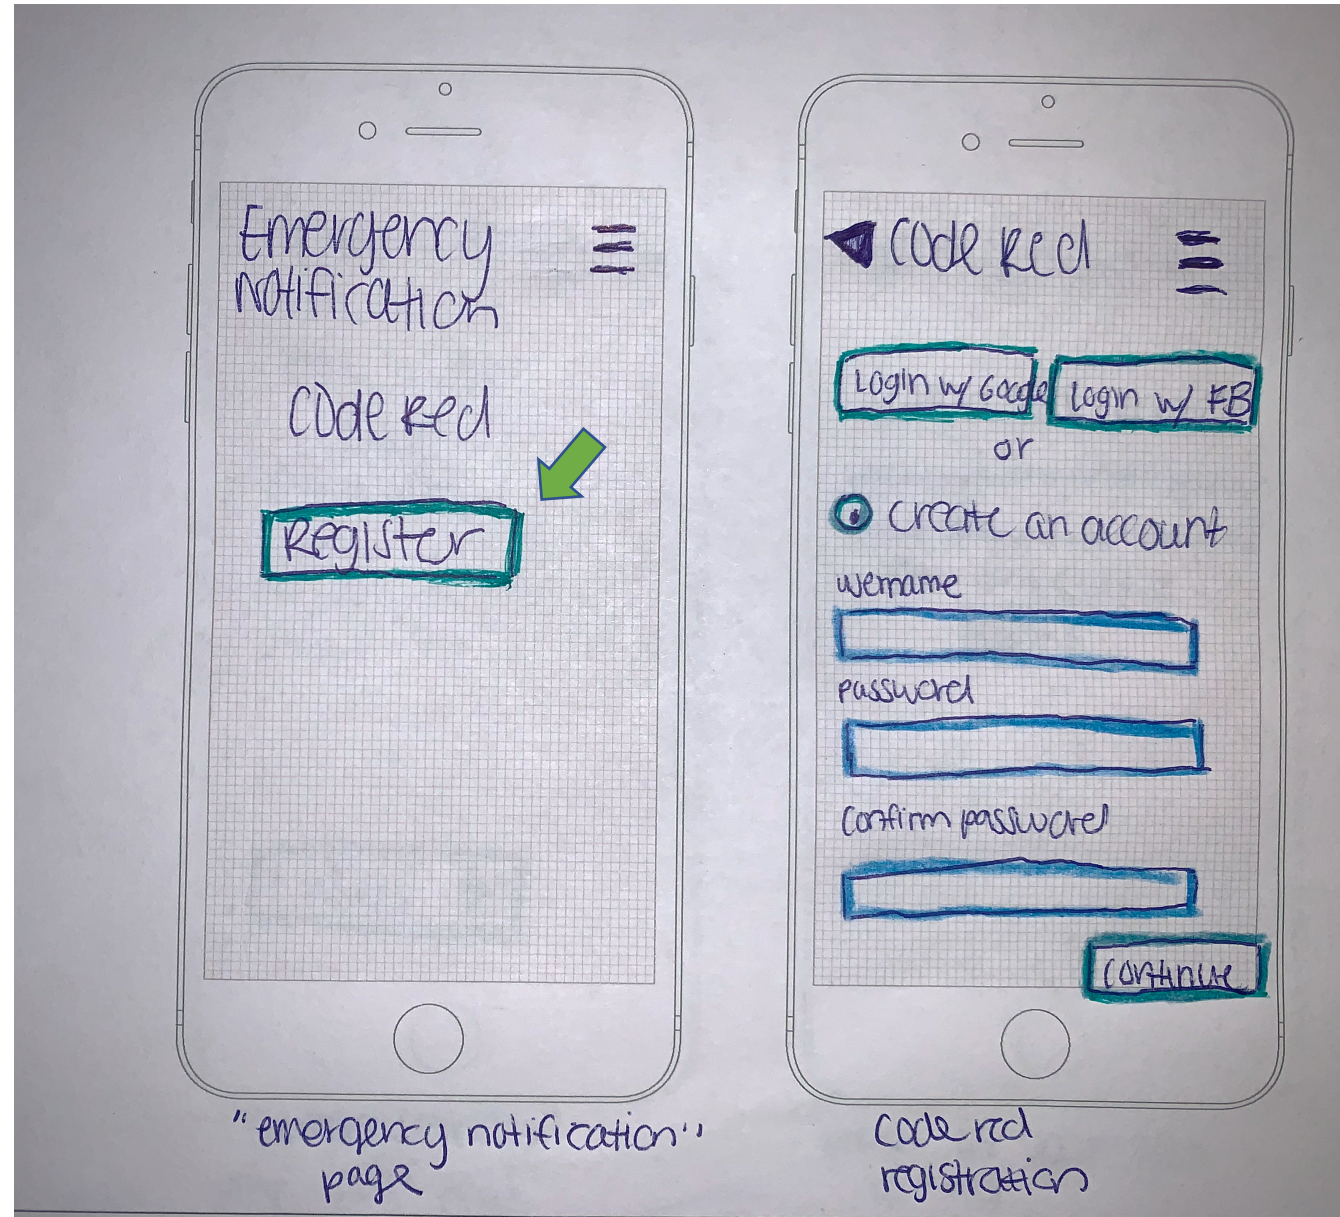 Emergency
notification
Code Red
Register
"emergency notification"
page
Code Red
Login w/ Google
Login w/ FB
or
create an account
username
password
Confirm password
continue
code red
registration